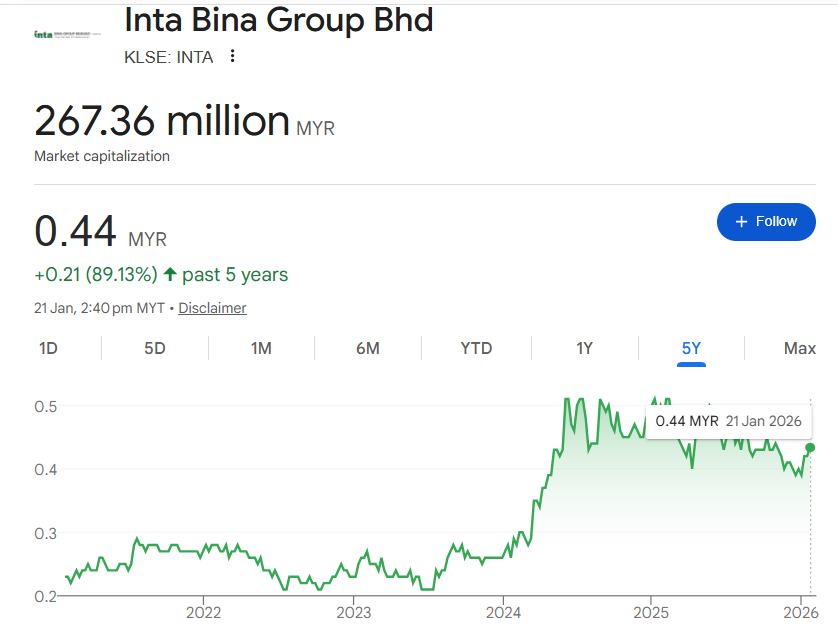 Inta Bina Group Bhd
inta
KLSE: INTA
267.36 million MYR
Market capitalization
0.44 MYR
+ Follow
+0.21 (89.13%) ↑ past 5 years
21 Jan, 2:40 pm MYT • Disclaimer
1D 5D 1M 6M YTD 1Y 5Y Max
0.5
0.44 MYR 21 Jan 2026
0.4
0.3
0.2
2022 2023 2024 2025 2026